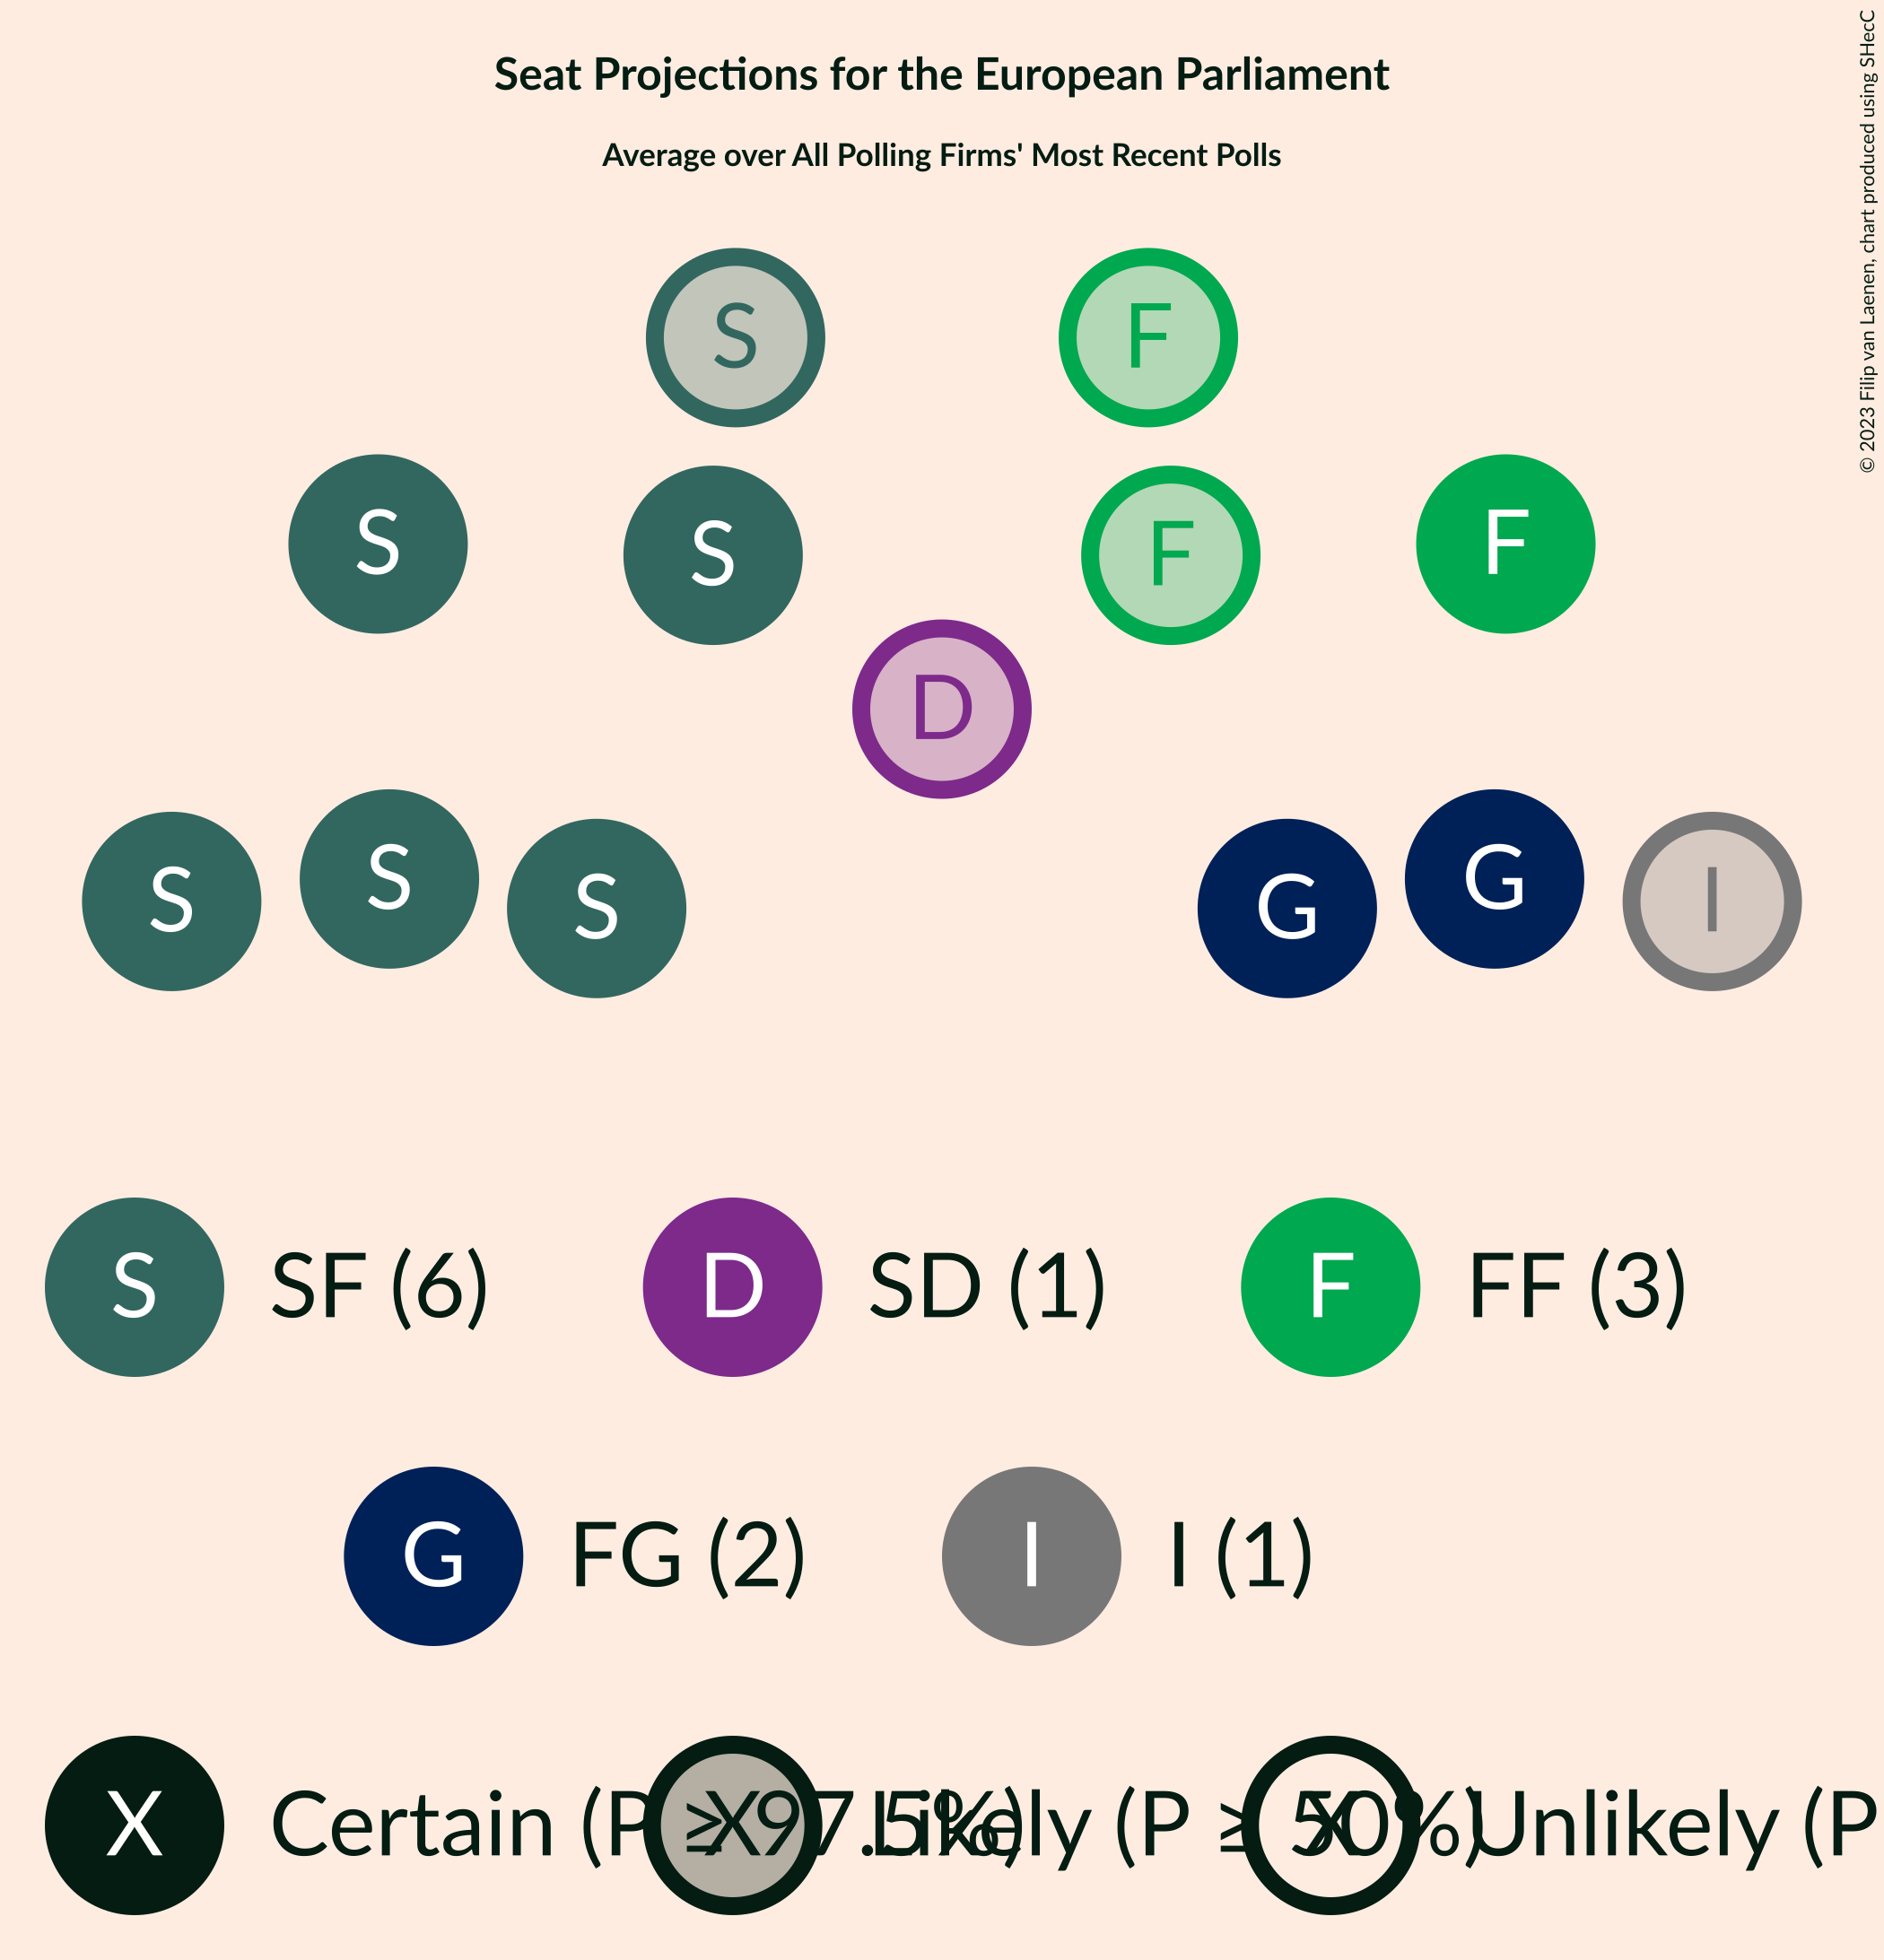 Seat Projections for the European Parliament
Average over All Polling Firms' Most Recent Polls
© 2023 Filip van Laenen, chart produced using SHecC
S F
S S F F
D
S S S G G I
S SF (6) D SD (1) F FF (3)
G FG (2) I I (1)
X Certain (P ≥ 97.5%) X Likely (P ≥ 50%) X Unlikely (P